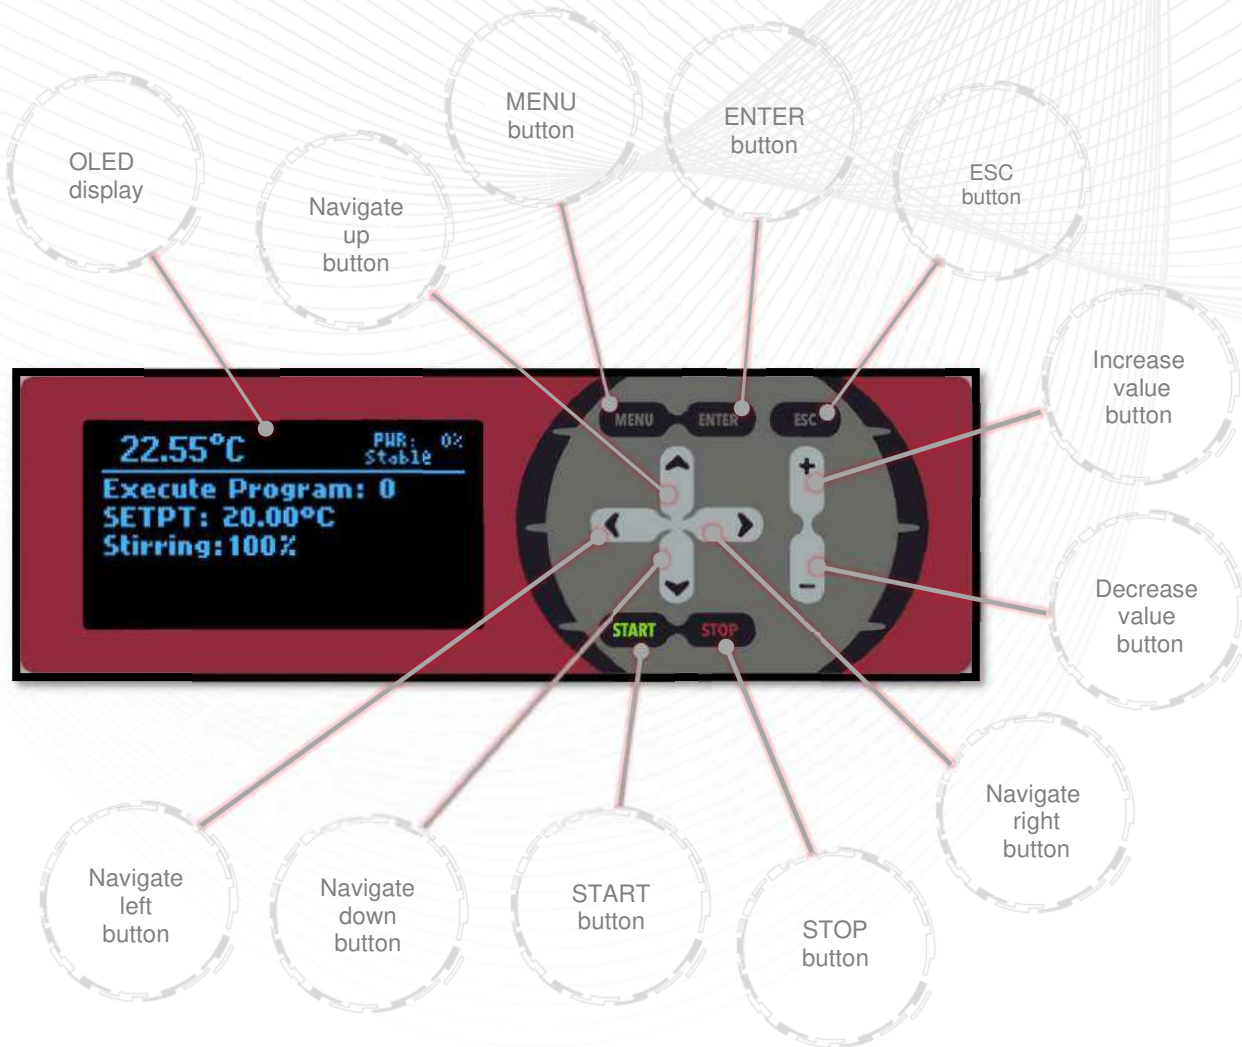 MENU
button
ENTER
button
OLED
display
ESC
button
Navigate
up
button
Increase
value
button
22.55°C
PWR: 0%
Stable
Execute Program: 0
SETPT: 20.00°C
Stirring:100%
MENU
ENTER
ESC
+
-
START
STOP
Decrease
value
button
Navigate
right
button
Navigate
left
button
Navigate
down
button
START
button
STOP
button